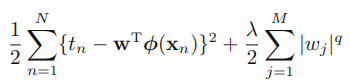 $\frac{1}{2} \sum_{n=1}^{N} \{t_n - \mathbf{w}^{\mathrm{T}} \boldsymbol{\phi}(\mathbf{x}_n)\}^2 + \frac{\lambda}{2} \sum_{j=1}^{M} |w_j|^q$